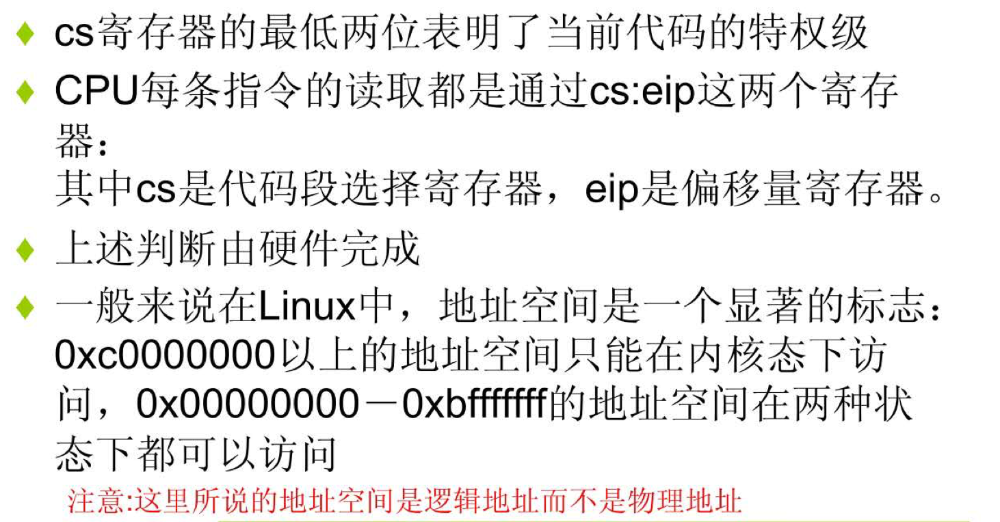 cs寄存器的最低两位表明了当前代码的特权级
CPU每条指令的读取都是通过cs:eip这两个寄存
器：
其中cs是代码段选择寄存器，eip是偏移量寄存器。
上述判断由硬件完成
一般来说在Linux中，地址空间是一个显著的标志：
0xc0000000以上的地址空间只能在内核态下访
问，0x00000000－0xbfffffff的地址空间在两种状
态下都可以访问
注意:这里所说的地址空间是逻辑地址而不是物理地址